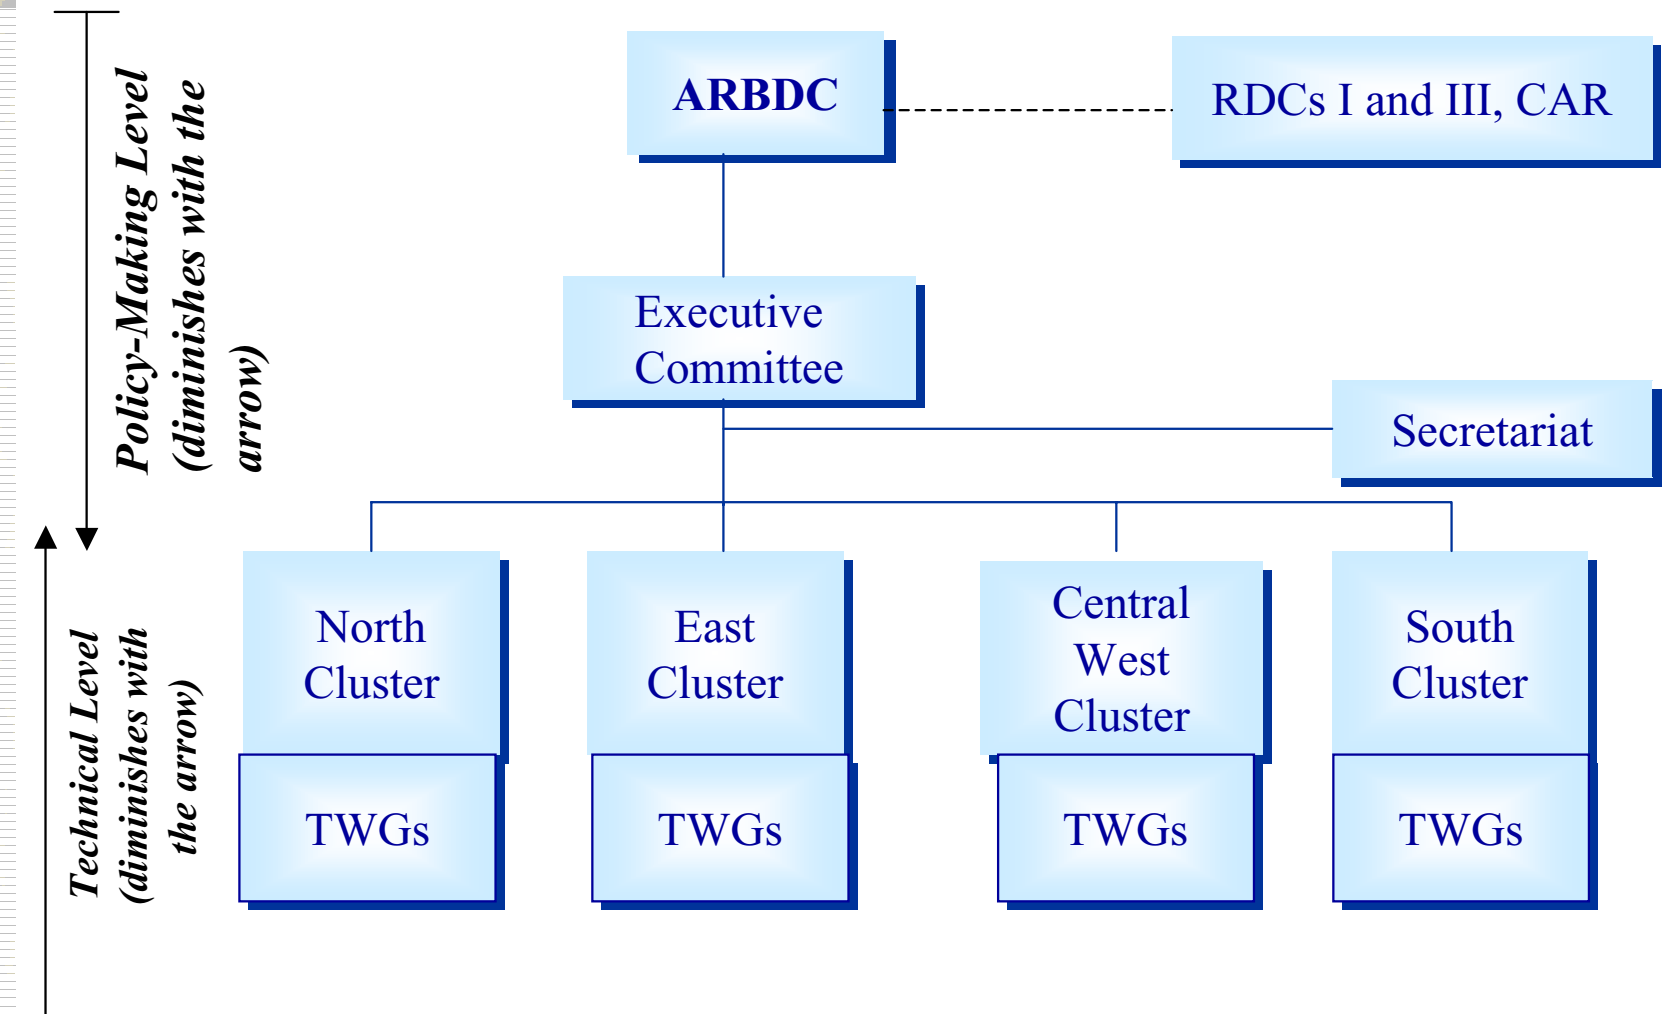 ARBDC
RDCs I and III, CAR
Policy-Making Level
(diminishes with the
arrow)
Executive
Committee
Secretariat
Technical Level
(diminishes with
the arrow)
North
Cluster
East
Cluster
Central
West
Cluster
South
Cluster
TWGs
TWGs
TWGs
TWGs